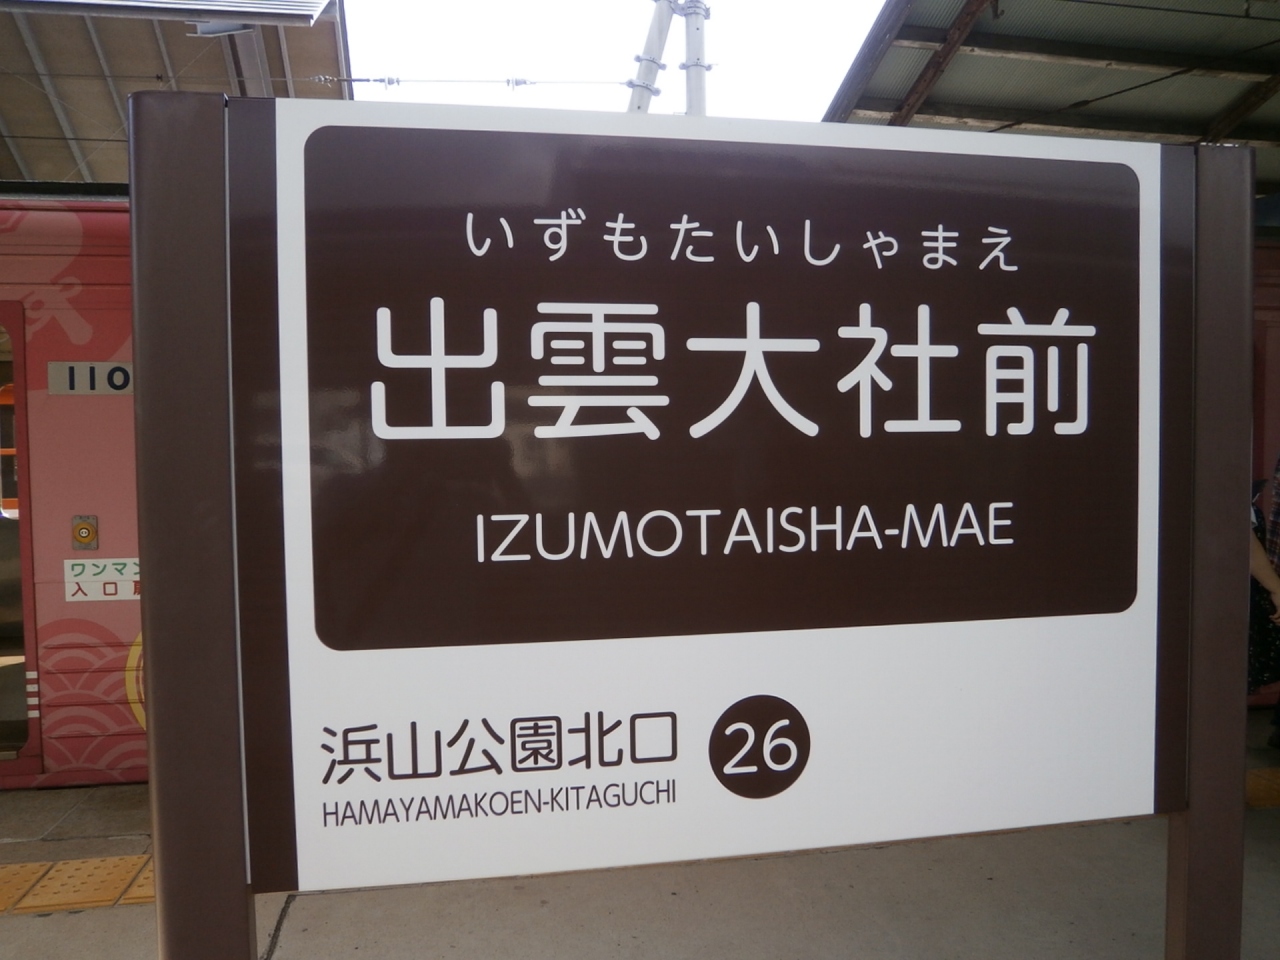 いずもたいしゃまえ
出雲大社前
IZUMOTAISHA-MAE
浜山公園北口
HAMAYAMAKOEN-KITAGUCHI
26
110
ワンマン
入口